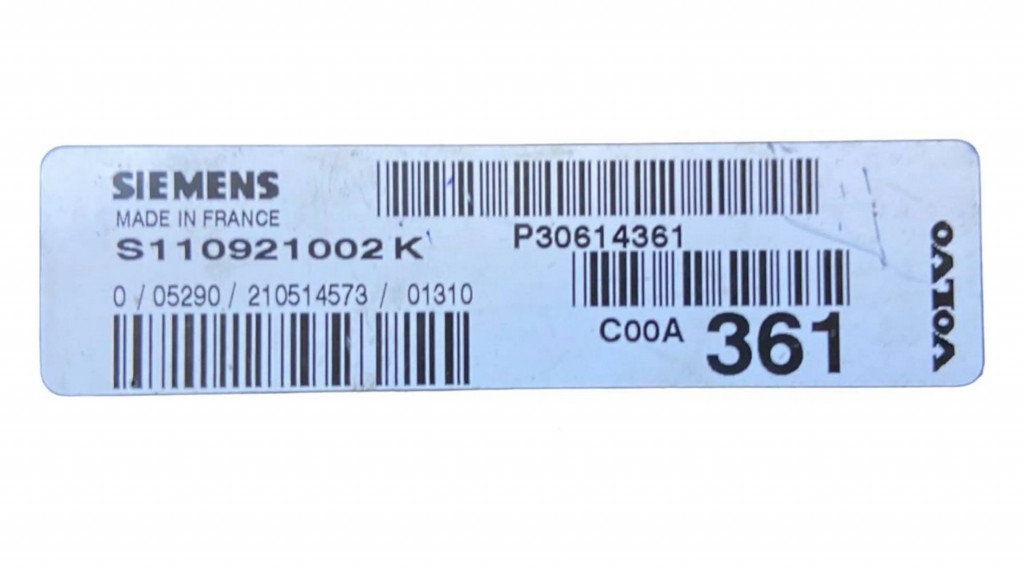 SIEMENS
MADE IN FRANCE
S110921002 K
0 / 05290 / 210514573 / 01310
P30614361
C00A 361
VOLVO